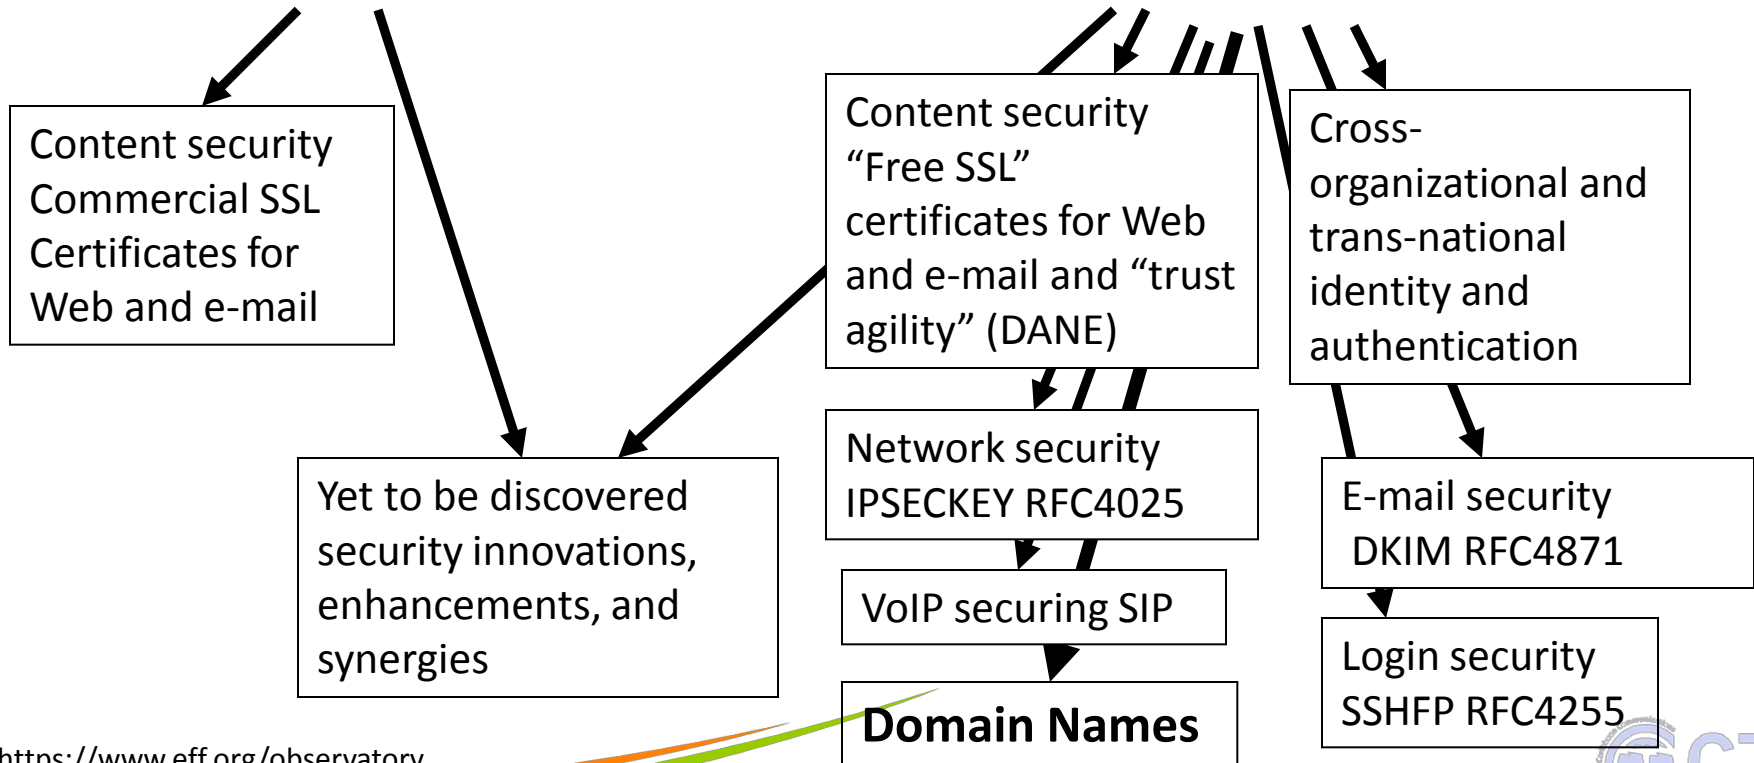 Content security
Commercial SSL
Certificates for
Web and e-mail
Content security
“Free SSL”
certificates for Web
and e-mail and “trust
agility” (DANE)
Cross-
organizational and
trans-national
identity and
authentication
Yet to be discovered
security innovations,
enhancements, and
synergies
Network security
IPSECKEY RFC4025
E-mail security
DKIM RFC4871
VoIP securing SIP
Login security
SSHFP RFC4255
Domain Names
https://www.eff.org/observatory